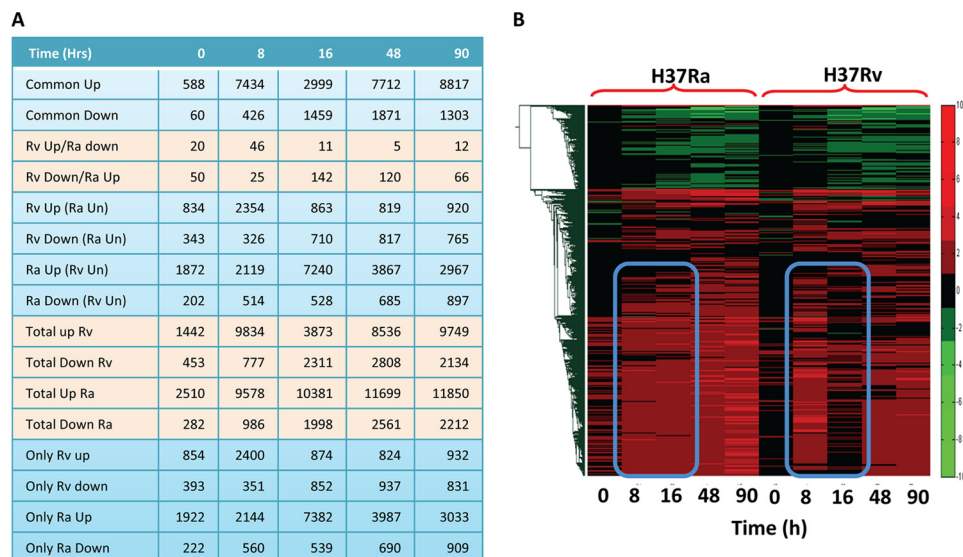 A
Time (Hrs) 0 8 16 48 90
Common Up 588 7434 2999 7712 8817
Common Down 60 426 1459 1871 1303
Rv Up/Ra down 20 46 11 5 12
Rv Down/Ra Up 50 25 142 120 66
Rv Up (Ra Un) 834 2354 863 819 920
Rv Down (Ra Un) 343 326 710 817 765
Ra Up (Rv Un) 1872 2119 7240 3867 2967
Ra Down (Rv Un) 202 514 528 685 897
Total up Rv 1442 9834 3873 8536 9749
Total Down Rv 453 777 2311 2808 2134
Total Up Ra 2510 9578 10381 11699 11850
Total Down Ra 282 986 1998 2561 2212
Only Rv up 854 2400 874 824 932
Only Rv down 393 351 852 937 831
Only Ra Up 1922 2144 7382 3987 3033
Only Ra Down 222 560 539 690 909
B
H37Ra H37Rv
10
8
6
4
2
0
-2
-4
-6
-8
-10
0 8 16 48 90 0 8 16 48 90
Time (h)